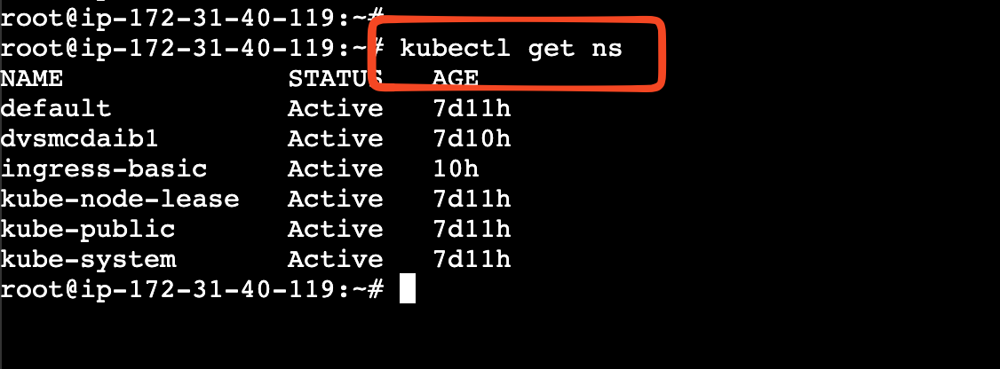 root@ip-172-31-40-119:~#
root@ip-172-31-40-119:~# kubectl get ns
NAME              STATUS   AGE
default           Active   7d11h
dvsmcdaib1        Active   7d10h
ingress-basic     Active   10h
kube-node-lease   Active   7d11h
kube-public       Active   7d11h
kube-system       Active   7d11h
root@ip-172-31-40-119:~#